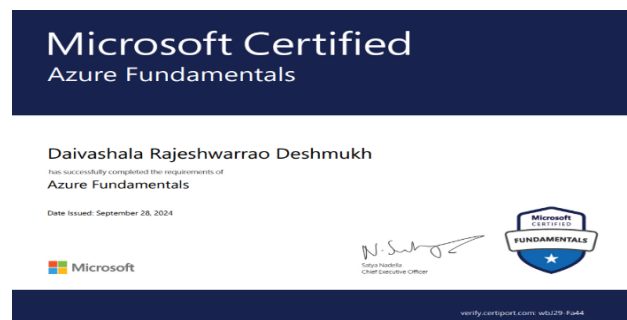 Microsoft Certified
Azure Fundamentals
Daivashala Rajeshwarrao Deshmukh
has successfully completed the requirements of
Azure Fundamentals
Date Issued: September 28, 2024
N. S
Satya Nadella
Chief Executive Officer
Microsoft
CERTIFIED
FUNDAMENTALS
Microsoft
verify.certiport.com: wbJ29-Fa44